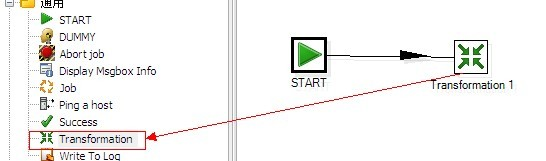 通用
START
DUMMY
Abort job
Display Msgbox Info
Job
Ping a host
Success
Transformation
Write To Log
START
Transformation 1